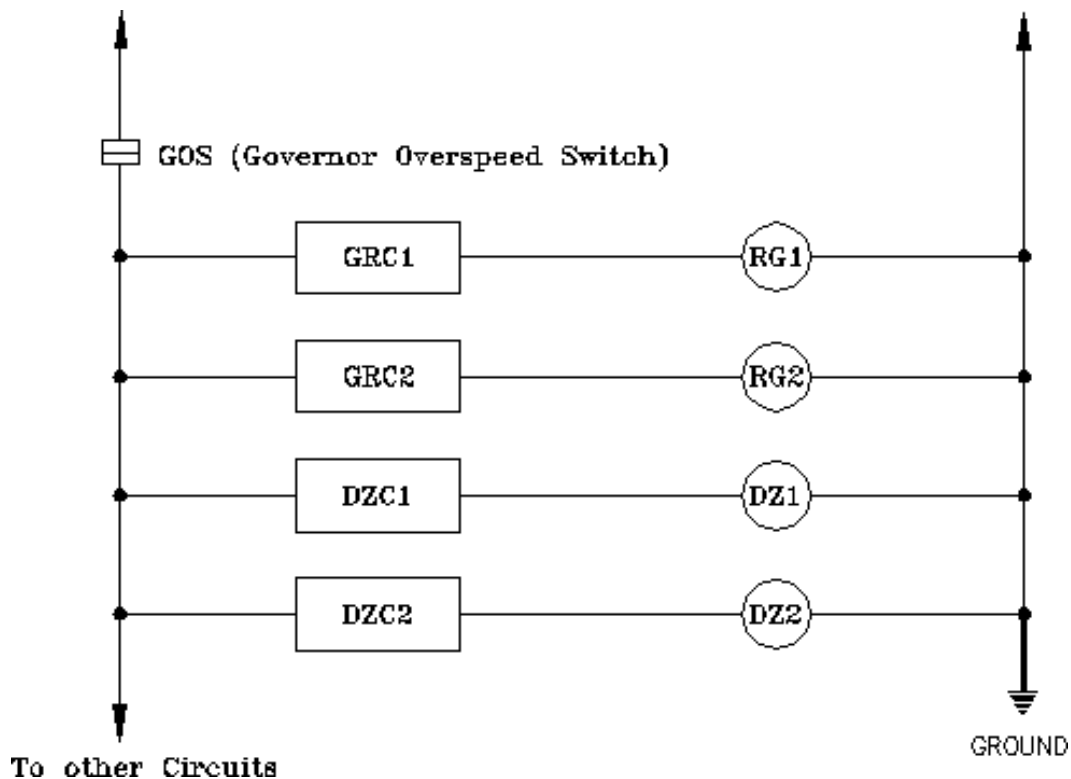 GOS (Governor Overspeed Switch)
GRC1
RG1
GRC2
RG2
DZC1
DZ1
DZC2
DZ2
GROUND
To other Circuits